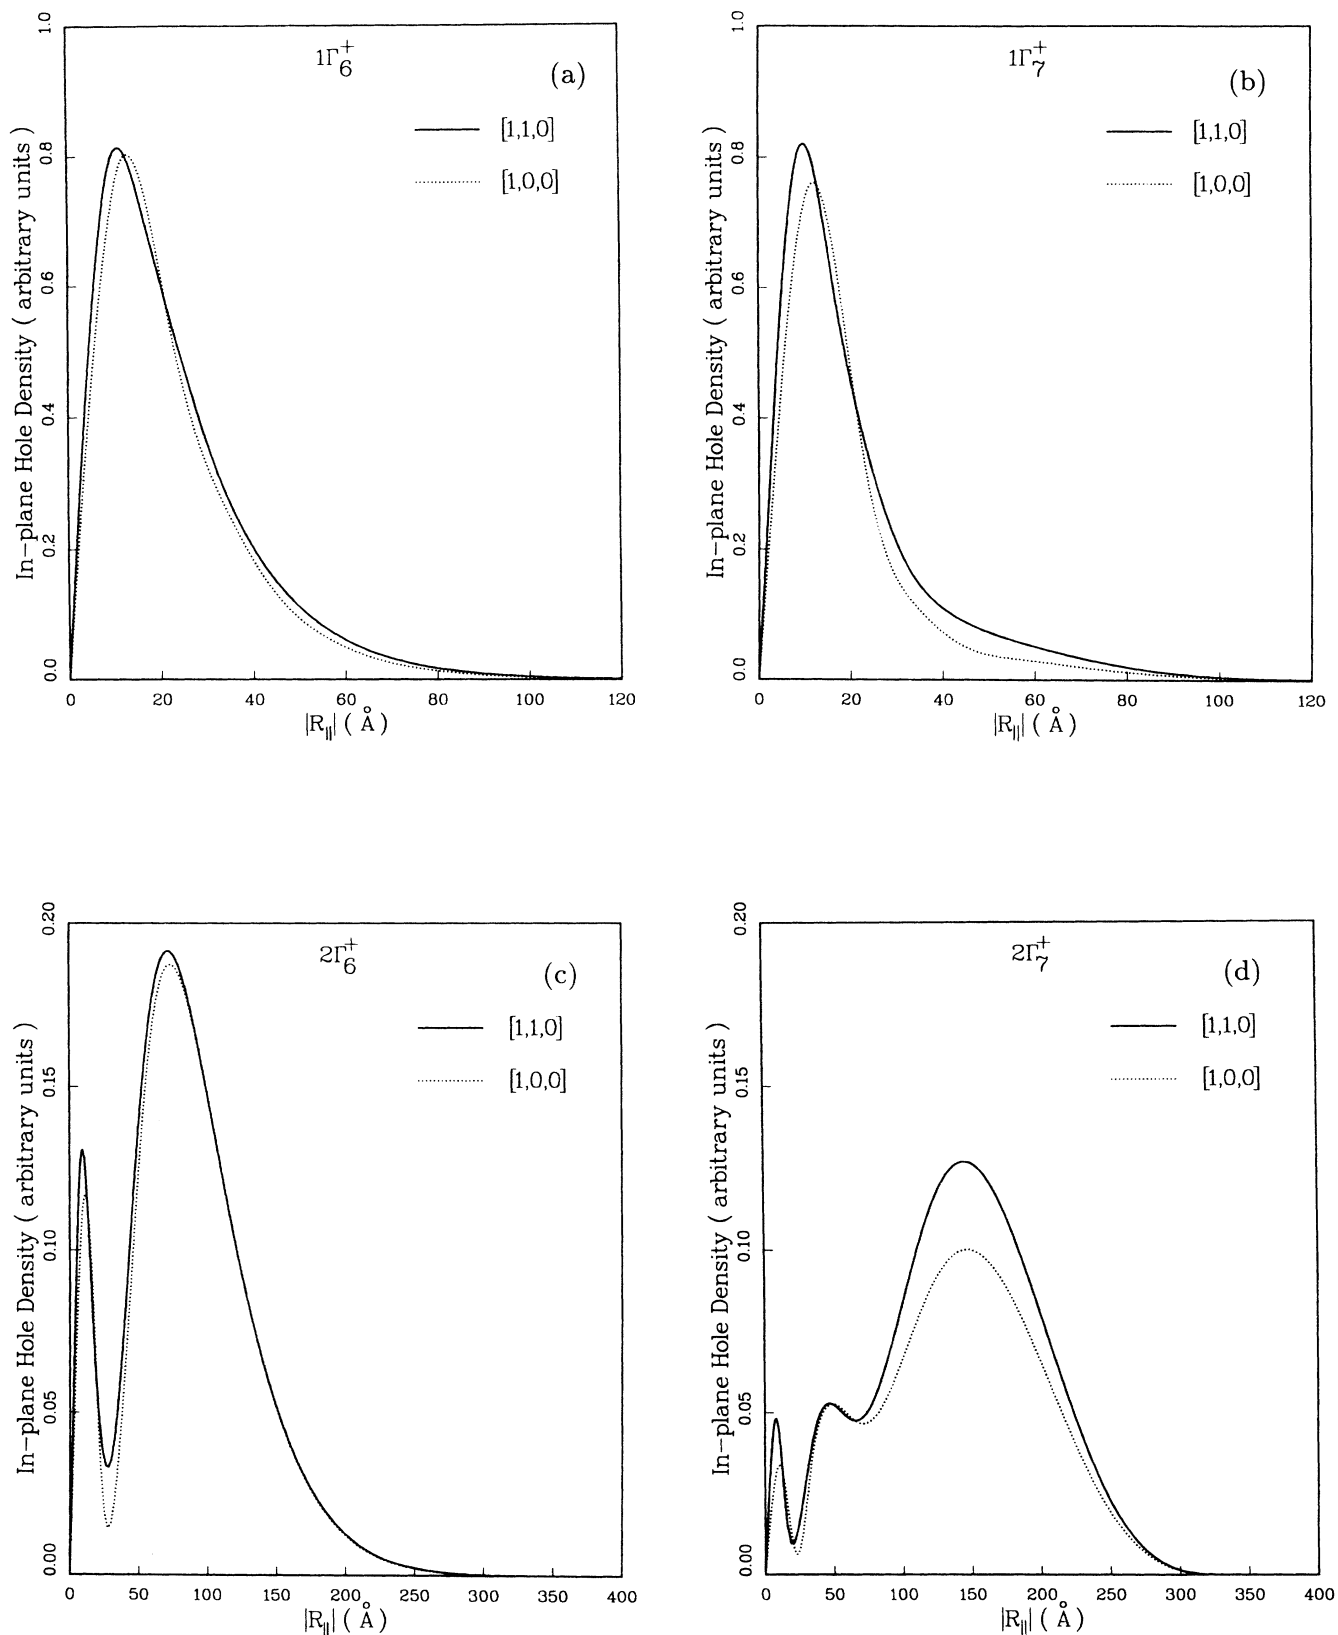 1Γ₆⁺
(a)
[1,1,0]
[1,0,0]
In-plane Hole Density ( arbitrary units )
0.0 0.2 0.4 0.6 0.8 1.0
0 20 40 60 80 100 120
|R∥| ( Å )
1Γ₇⁺
(b)
[1,1,0]
[1,0,0]
In-plane Hole Density ( arbitrary units )
0.0 0.2 0.4 0.6 0.8 1.0
0 20 40 60 80 100 120
|R∥| ( Å )
2Γ₆⁺
(c)
[1,1,0]
[1,0,0]
In-plane Hole Density ( arbitrary units )
0.00 0.05 0.10 0.15 0.20
0 50 100 150 200 250 300 350 400
|R∥| ( Å )
2Γ₇⁺
(d)
[1,1,0]
[1,0,0]
In-plane Hole Density ( arbitrary units )
0.00 0.05 0.10 0.15 0.20
0 50 100 150 200 250 300 350 400
|R∥| ( Å )